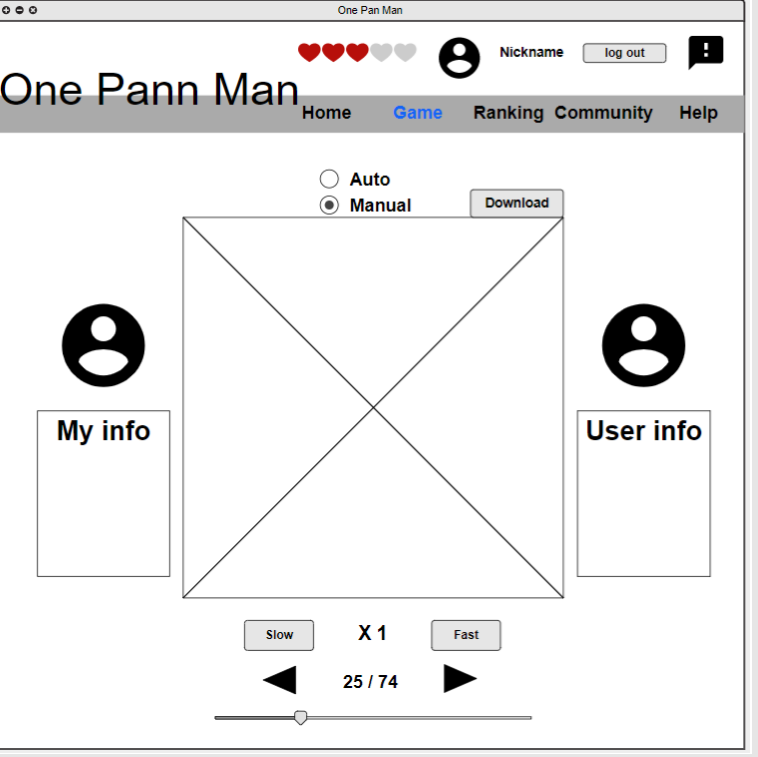 One Pan Man
Nickname
log out
One Pann Man
Home Game Ranking Community Help
Auto
Manual
Download
My info
User info
Slow X 1 Fast
25 / 74